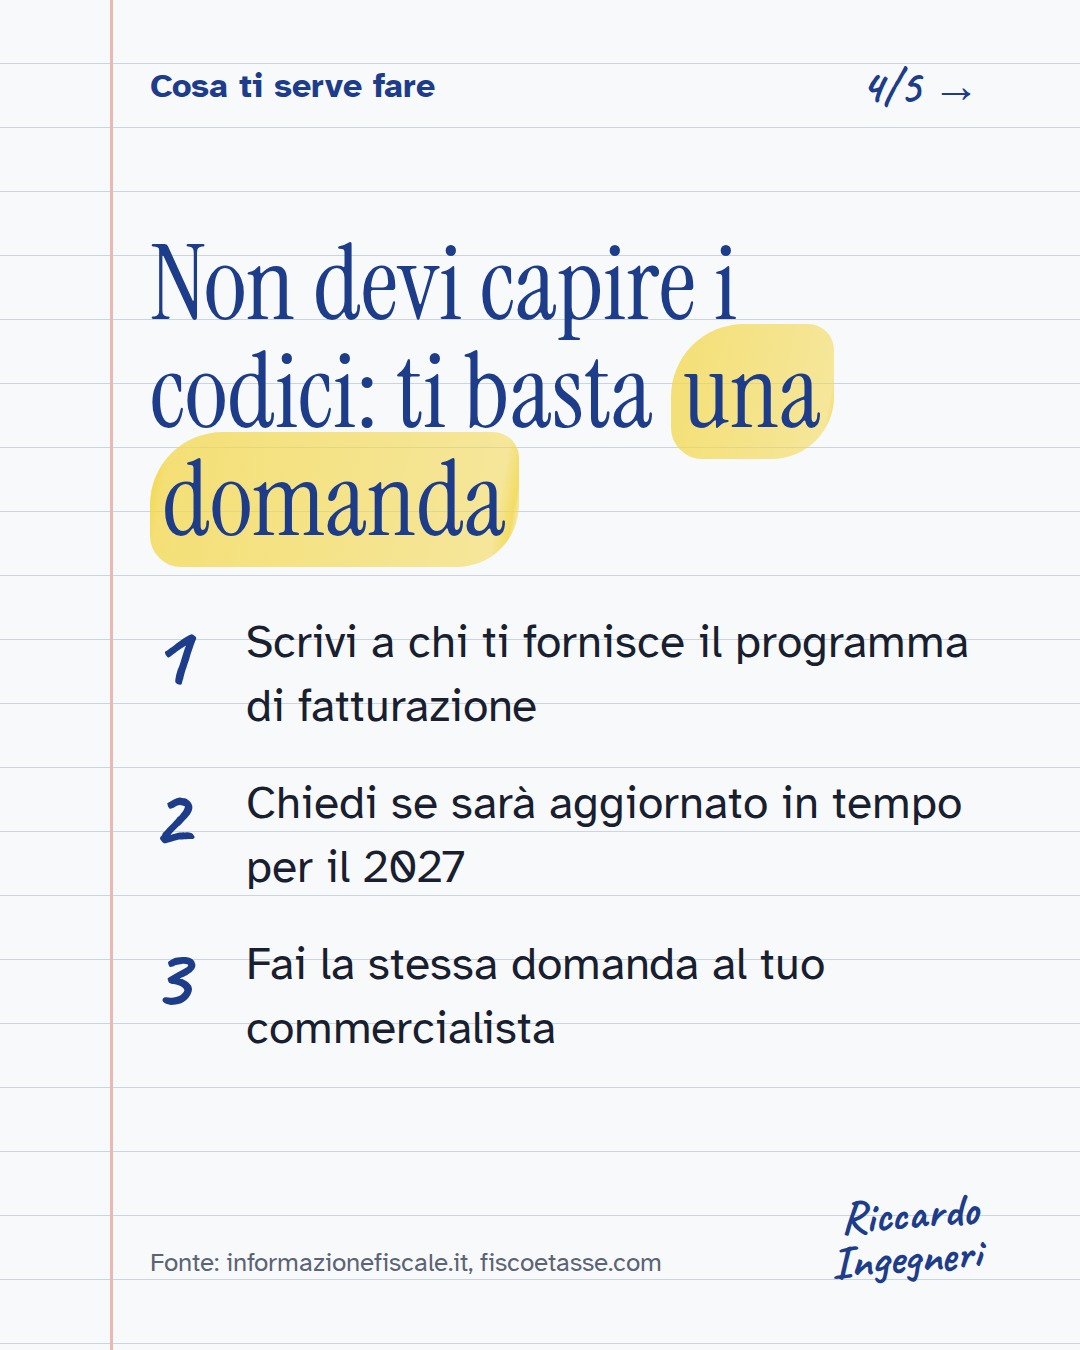 Cosa ti serve fare
4/5 →
Non devi capire i
codici: ti basta una
domanda
1 Scrivi a chi ti fornisce il programma
di fatturazione
2 Chiedi se sarà aggiornato in tempo
per il 2027
3 Fai la stessa domanda al tuo
commercialista
Fonte: informazionefiscale.it, fiscoetasse.com
Riccardo
Ingegneri